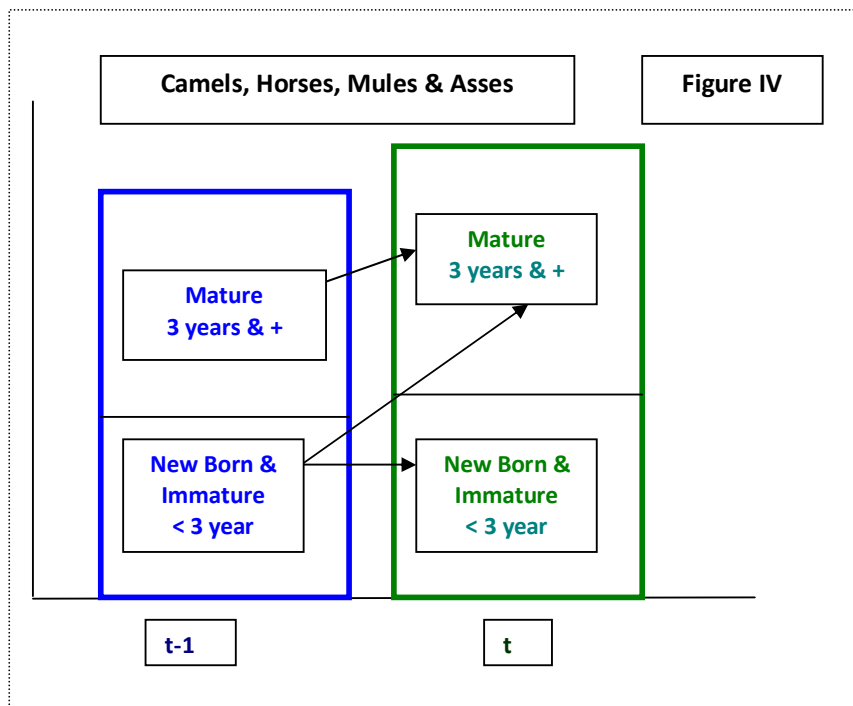 Camels, Horses, Mules & Asses
Figure IV
Mature
3 years & +
Mature
3 years & +
New Born &
Immature
< 3 year
New Born &
Immature
< 3 year
t-1
t